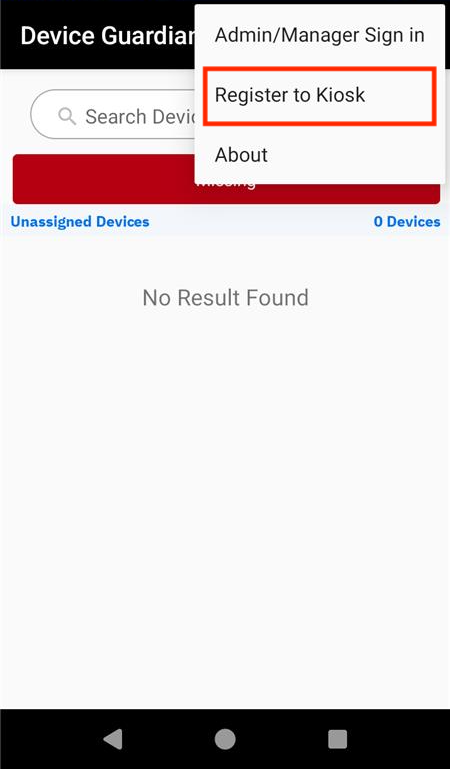 Device Guardian
Admin/Manager Sign in
Register to Kiosk
About
Search Devic
Missing
Unassigned Devices
0 Devices
No Result Found